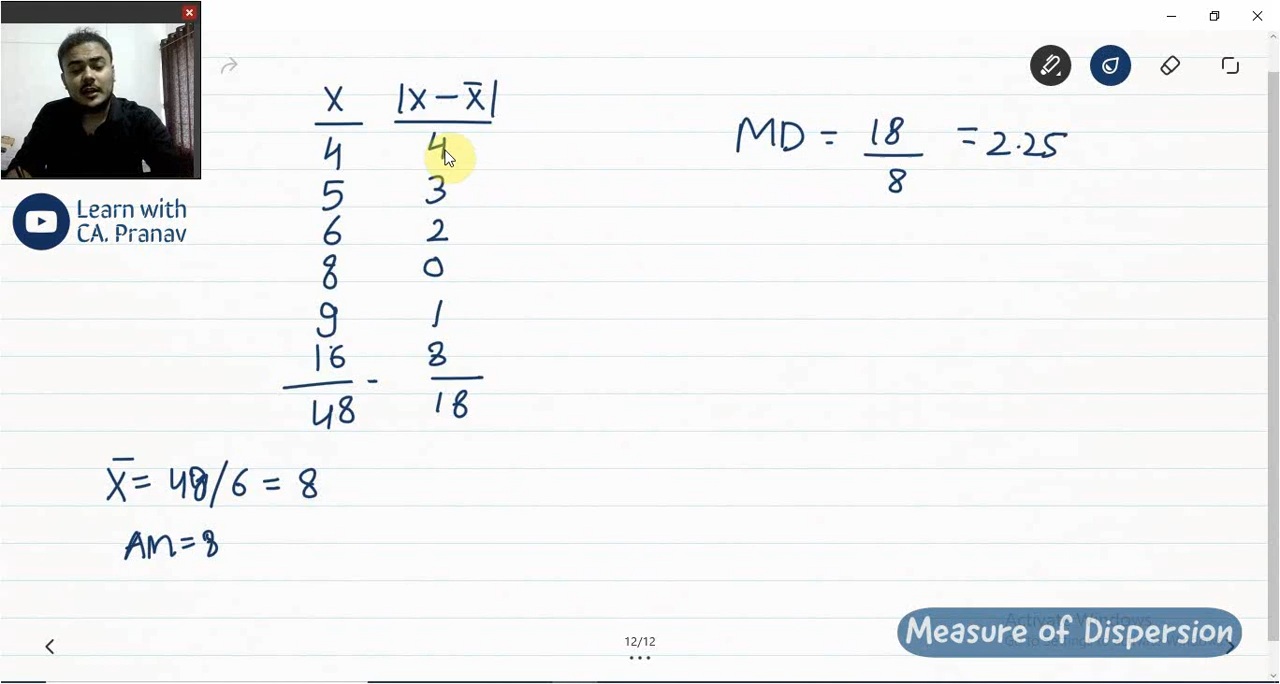 Learn with
CA. Pranav
X |X - X̅|
4 4
5 3
6 2
8 0
9 1
16 8
48 - 18
X̅ = 48/6 = 8
AM = 8
MD = 18/8 = 2.25
12/12
Measure of Dispersion